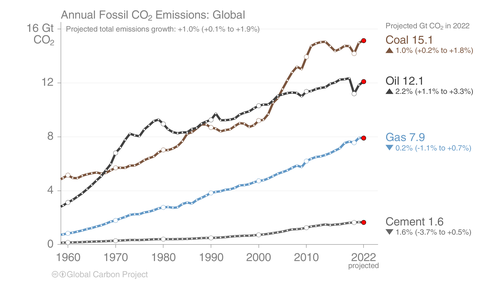 Annual Fossil CO₂ Emissions: Global
16 Gt CO₂
Projected total emissions growth: +1.0% (+0.1% to +1.9%)
Projected Gt CO₂ in 2022
Coal 15.1
▲ 1.0% (+0.2% to +1.8%)
Oil 12.1
▲ 2.2% (+1.1% to +3.3%)
Gas 7.9
▼ 0.2% (-1.1% to +0.7%)
Cement 1.6
▼ 1.6% (-3.7% to +0.5%)
12
8
4
0
1960 1970 1980 1990 2000 2010 2022
projected
Global Carbon Project